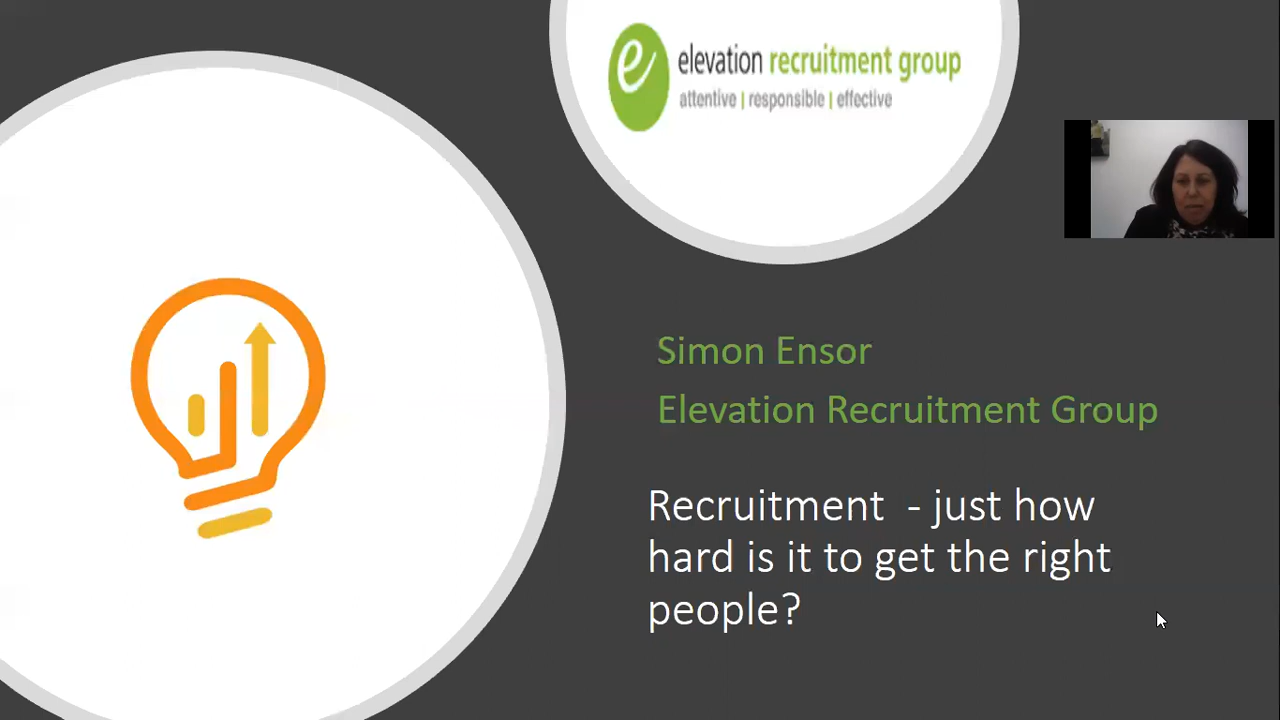 e
elevation recruitment group
attentive | responsible | effective
Simon Ensor
Elevation Recruitment Group
Recruitment - just how
hard is it to get the right
people?